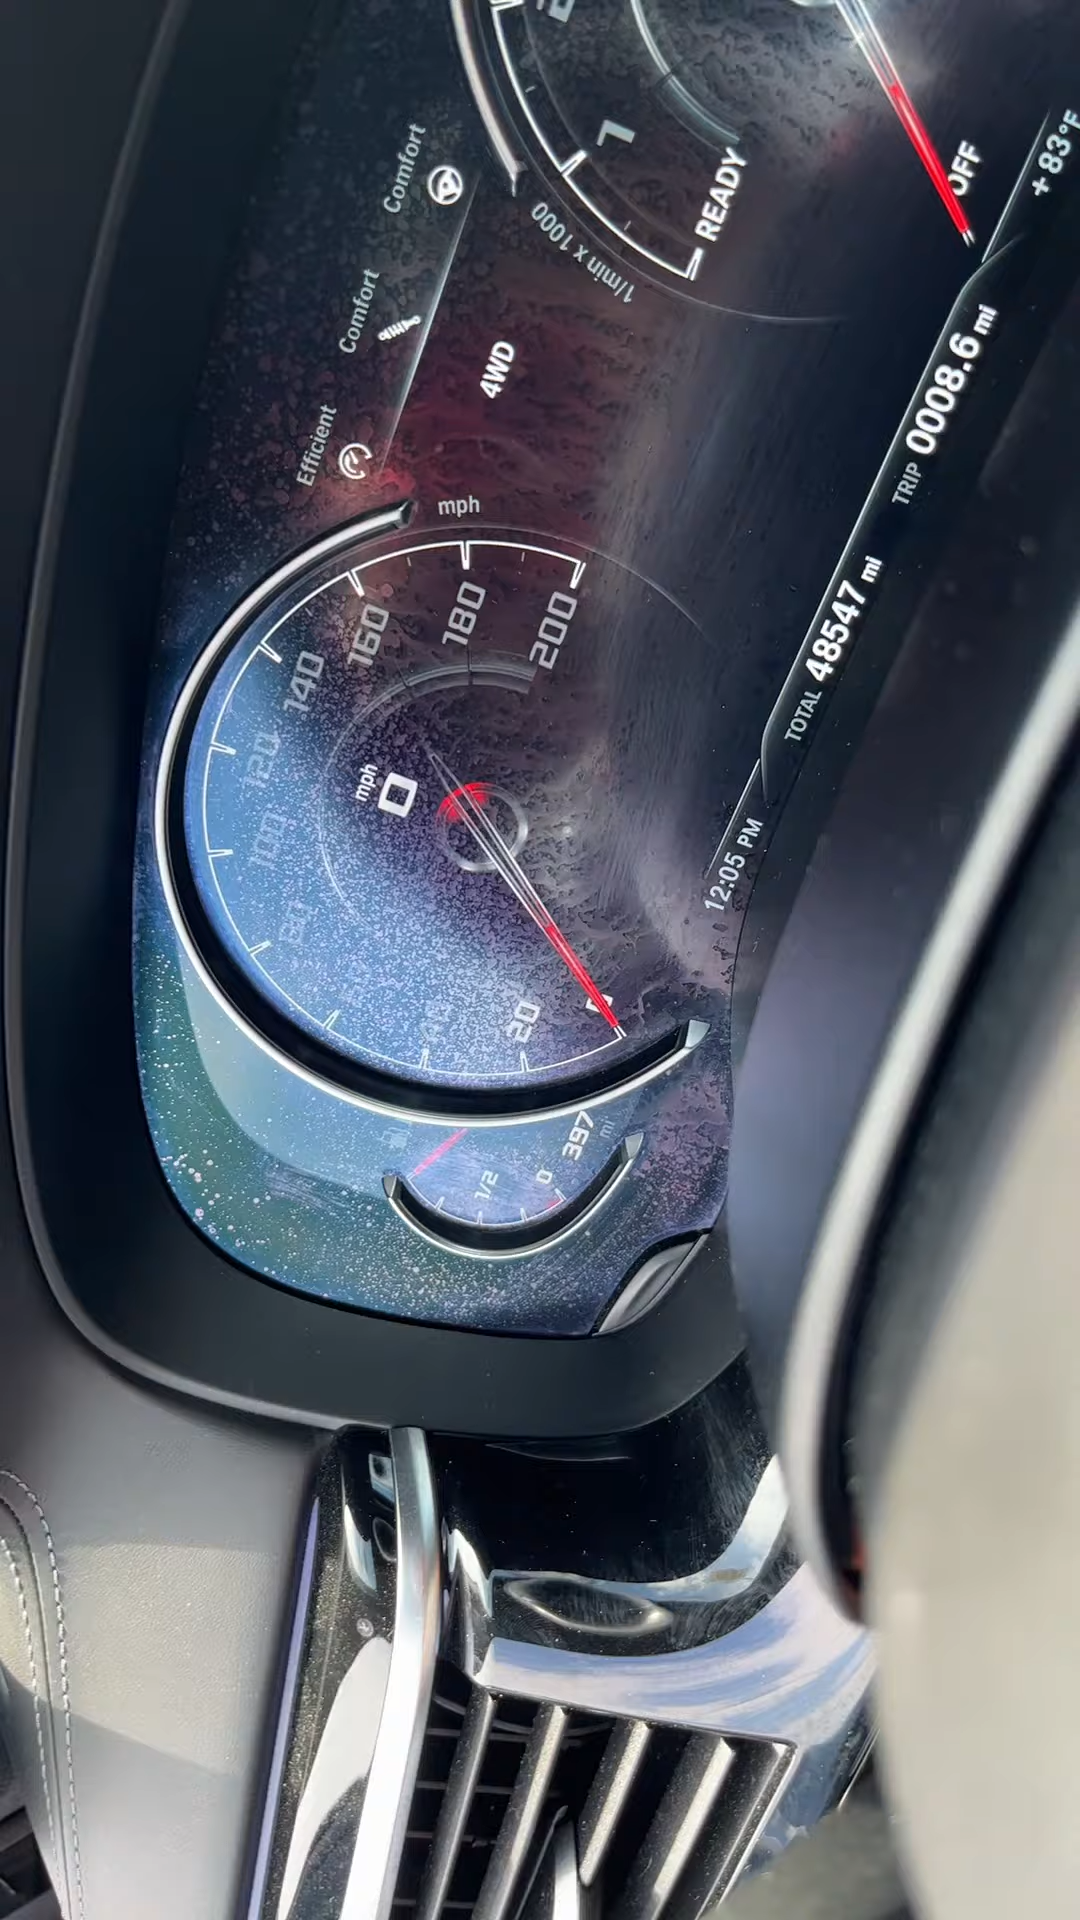 Efficient
Comfort
Comfort
mph
4WD
20
120
140
160
180
200
mph
0
1/2
0
397 mi
7
1/min x 1000
READY
OFF
12:05 PM
TOTAL 48547 mi
TRIP 0008.6 mi
+83°F